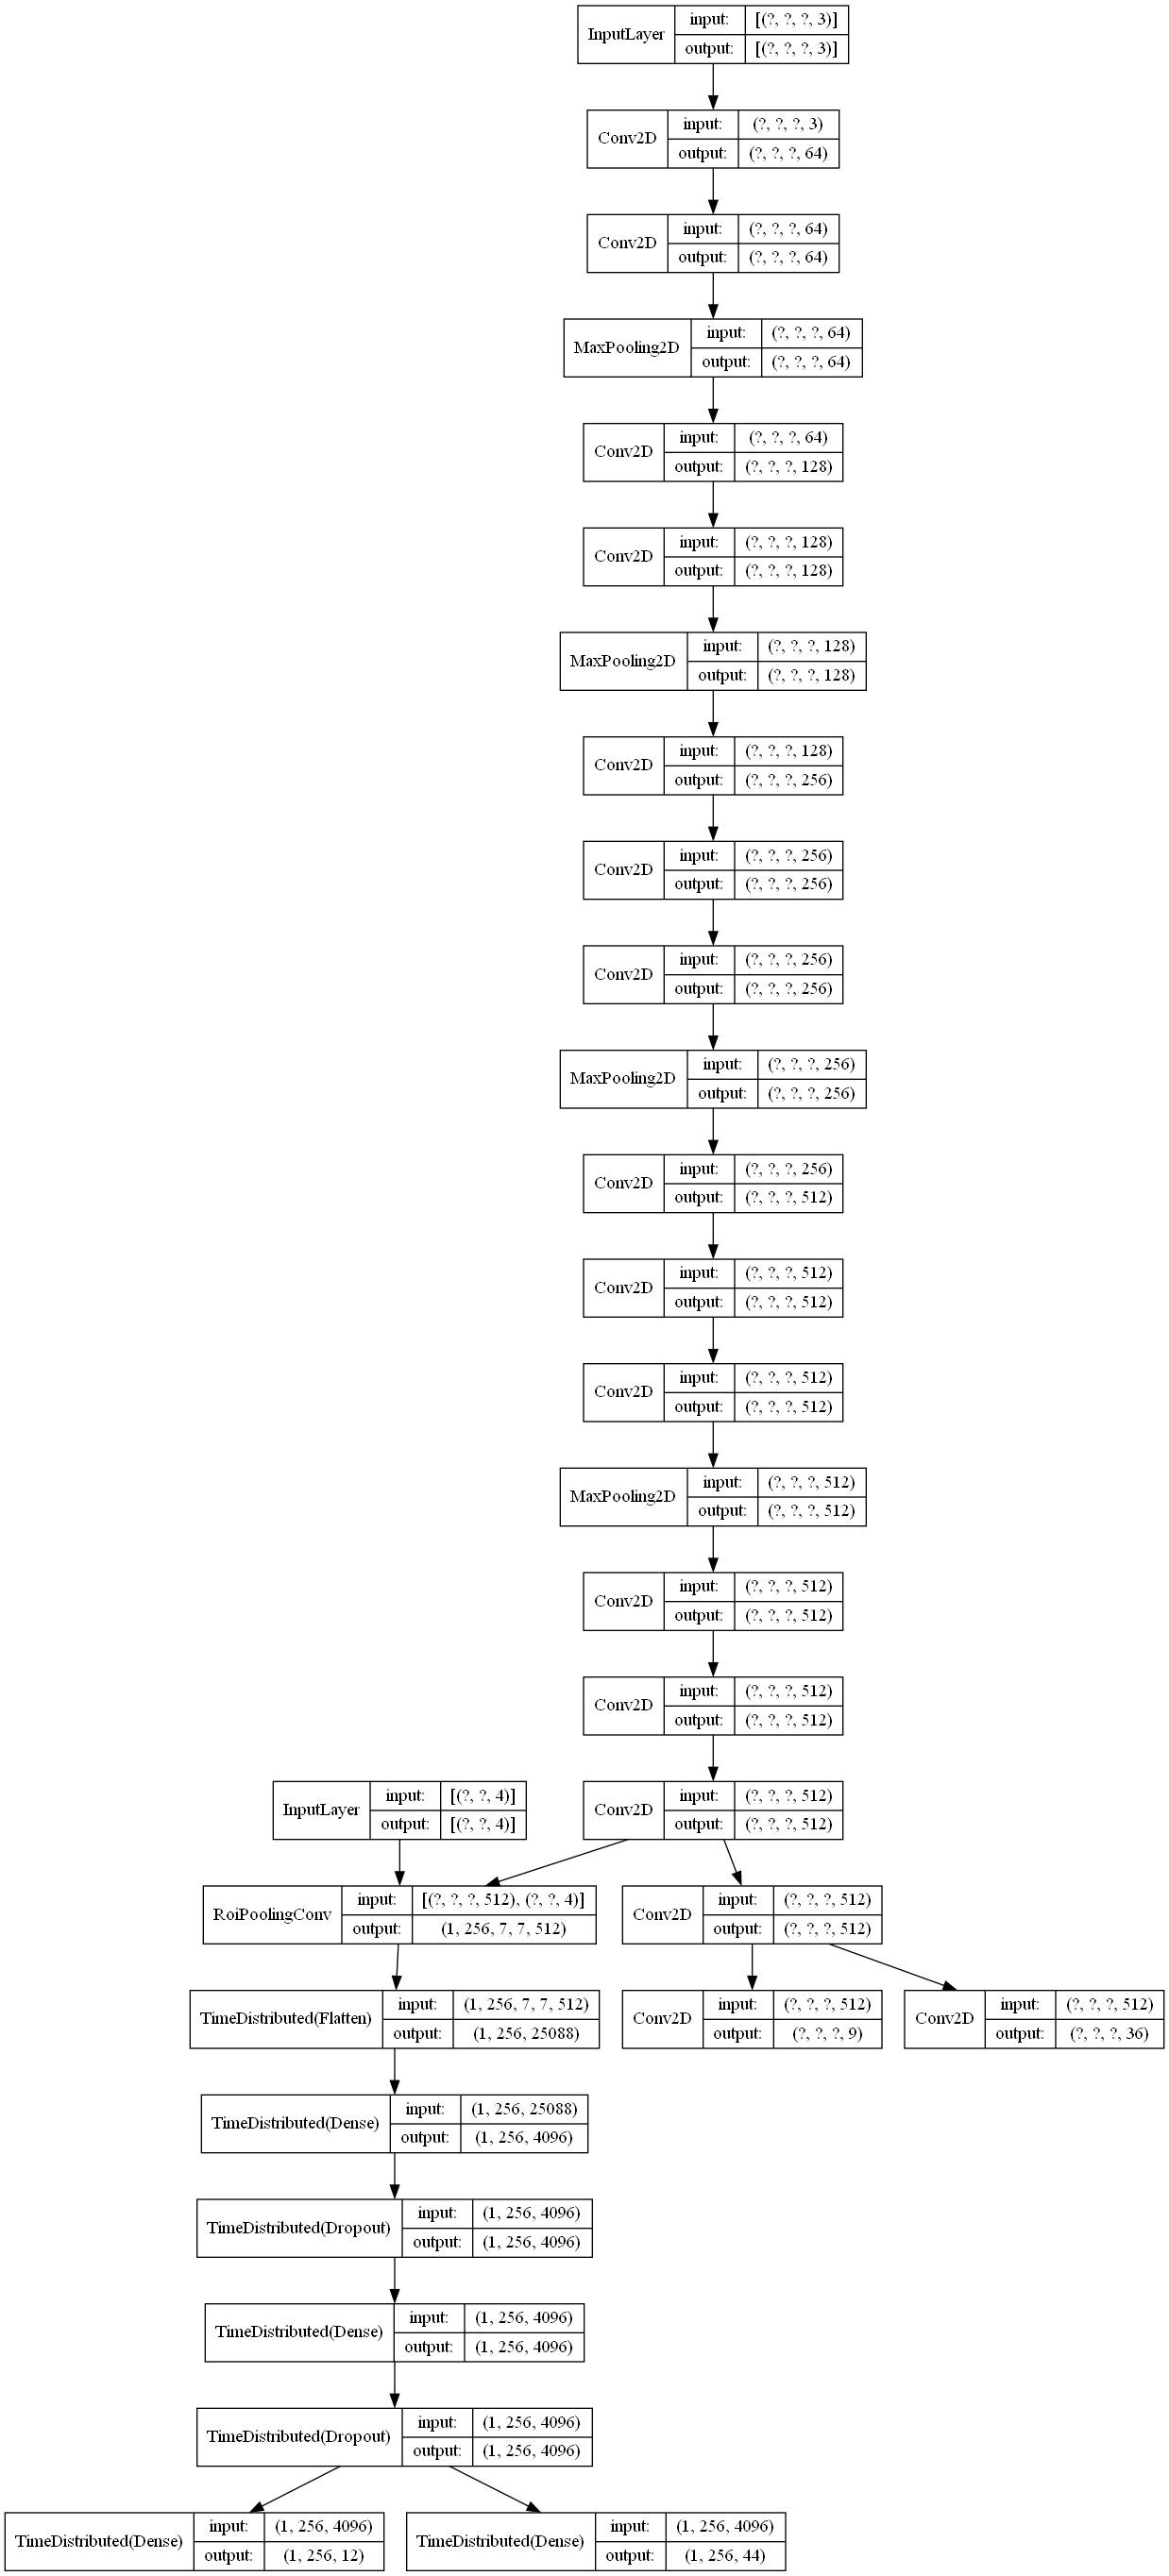 InputLayer input: [(?, ?, ?, 3)]
output: [(?, ?, ?, 3)]
Conv2D input: (?, ?, ?, 3)
output: (?, ?, ?, 64)
Conv2D input: (?, ?, ?, 64)
output: (?, ?, ?, 64)
MaxPooling2D input: (?, ?, ?, 64)
output: (?, ?, ?, 64)
Conv2D input: (?, ?, ?, 64)
output: (?, ?, ?, 128)
Conv2D input: (?, ?, ?, 128)
output: (?, ?, ?, 128)
MaxPooling2D input: (?, ?, ?, 128)
output: (?, ?, ?, 128)
Conv2D input: (?, ?, ?, 128)
output: (?, ?, ?, 256)
Conv2D input: (?, ?, ?, 256)
output: (?, ?, ?, 256)
Conv2D input: (?, ?, ?, 256)
output: (?, ?, ?, 256)
MaxPooling2D input: (?, ?, ?, 256)
output: (?, ?, ?, 256)
Conv2D input: (?, ?, ?, 256)
output: (?, ?, ?, 512)
Conv2D input: (?, ?, ?, 512)
output: (?, ?, ?, 512)
Conv2D input: (?, ?, ?, 512)
output: (?, ?, ?, 512)
MaxPooling2D input: (?, ?, ?, 512)
output: (?, ?, ?, 512)
Conv2D input: (?, ?, ?, 512)
output: (?, ?, ?, 512)
Conv2D input: (?, ?, ?, 512)
output: (?, ?, ?, 512)
InputLayer input: [(?, ?, 4)]
output: [(?, ?, 4)]
Conv2D input: (?, ?, ?, 512)
output: (?, ?, ?, 512)
RoiPoolingConv input: [(?, ?, ?, 512), (?, ?, 4)]
output: (1, 256, 7, 7, 512)
Conv2D input: (?, ?, ?, 512)
output: (?, ?, ?, 512)
TimeDistributed(Flatten) input: (1, 256, 7, 7, 512)
output: (1, 256, 25088)
Conv2D input: (?, ?, ?, 512)
output: (?, ?, ?, 9)
Conv2D input: (?, ?, ?, 512)
output: (?, ?, ?, 36)
TimeDistributed(Dense) input: (1, 256, 25088)
output: (1, 256, 4096)
TimeDistributed(Dropout) input: (1, 256, 4096)
output: (1, 256, 4096)
TimeDistributed(Dense) input: (1, 256, 4096)
output: (1, 256, 4096)
TimeDistributed(Dropout) input: (1, 256, 4096)
output: (1, 256, 4096)
TimeDistributed(Dense) input: (1, 256, 4096)
output: (1, 256, 12)
TimeDistributed(Dense) input: (1, 256, 4096)
output: (1, 256, 44)